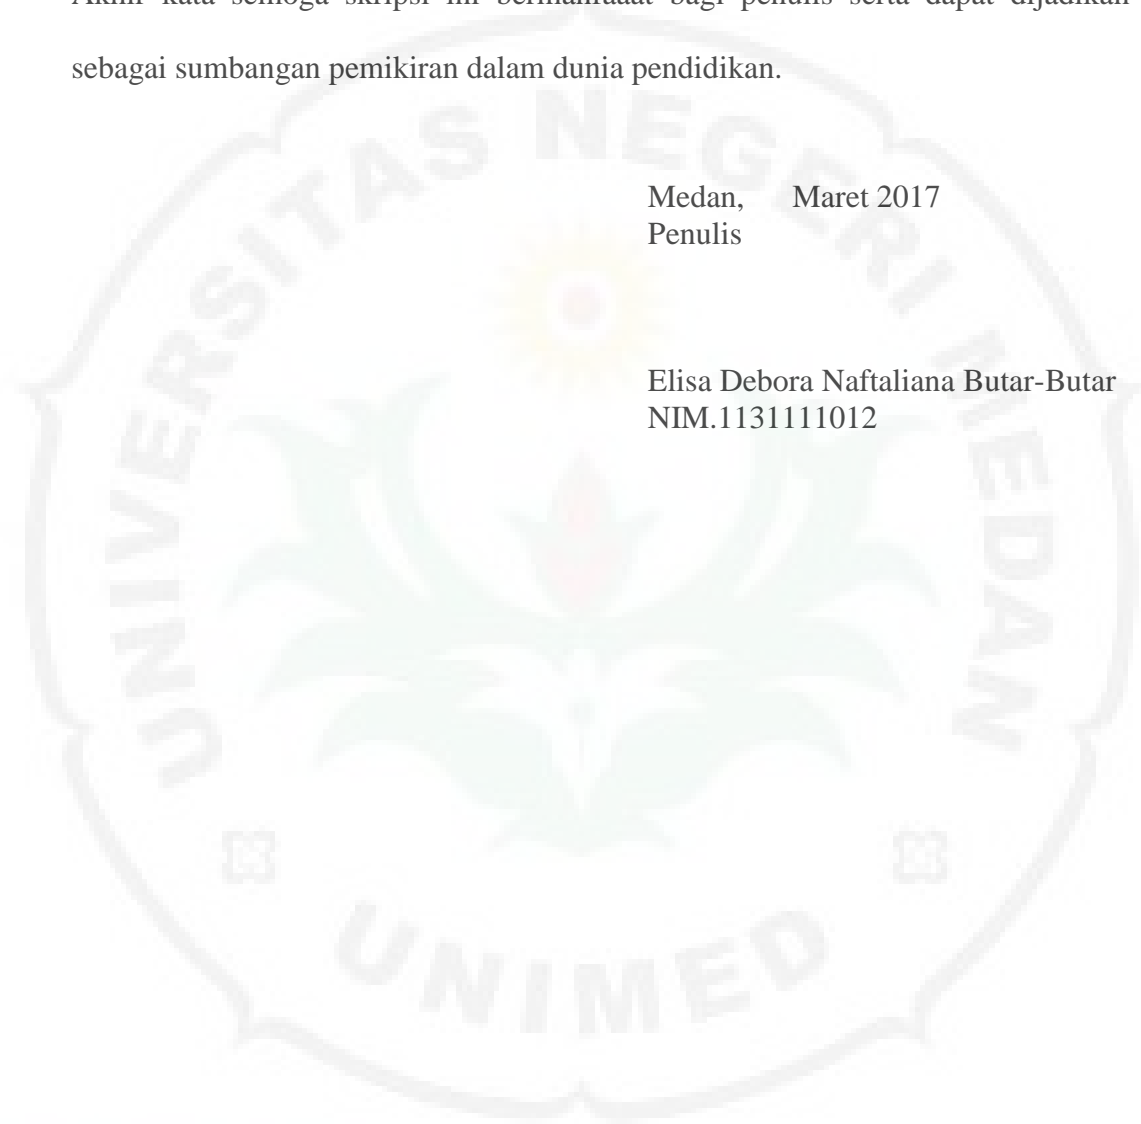 Akhir kata semoga skripsi ini bermanfaaat bagi penulis serta dapat dijadikan
sebagai sumbangan pemikiran dalam dunia pendidikan.
Medan, Maret 2017
Penulis
Elisa Debora Naftaliana Butar-Butar
NIM.1131111012
UNIVERSITAS NEGERI MEDAN
UNIMED